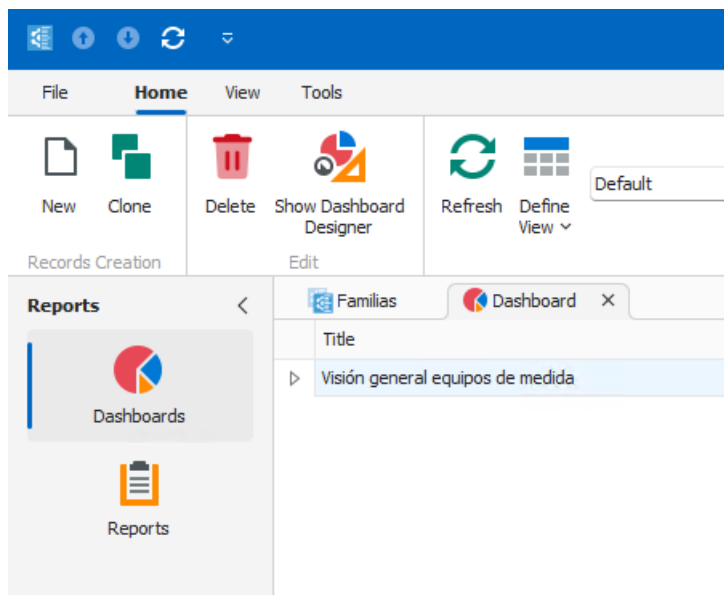 File Home View Tools
New Clone Delete Show Dashboard Designer Refresh Define View Default
Records Creation Edit
Reports
Familias Dashboard
Title
Visión general equipos de medida
Dashboards
Reports